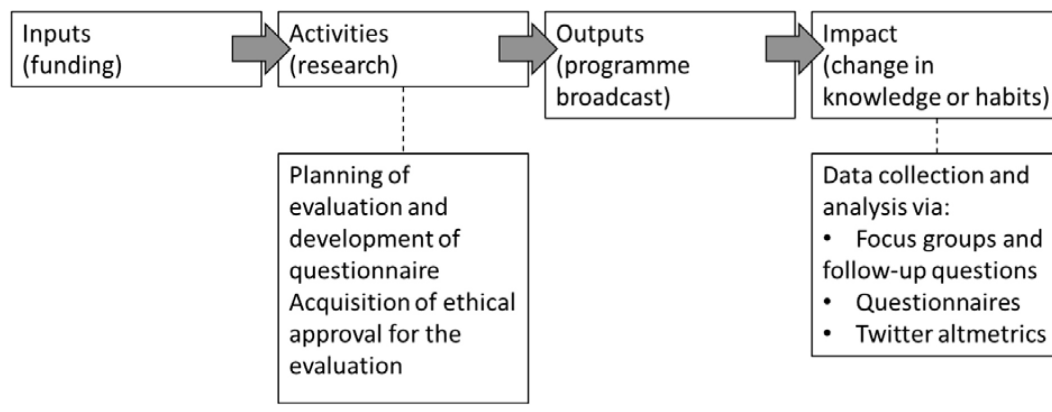 Inputs
(funding)
Activities
(research)
Outputs
(programme
broadcast)
Impact
(change in
knowledge or habits)
Planning of
evaluation and
development of
questionnaire
Acquisition of ethical
approval for the
evaluation
Data collection and
analysis via:
• Focus groups and
follow-up questions
• Questionnaires
• Twitter altmetrics